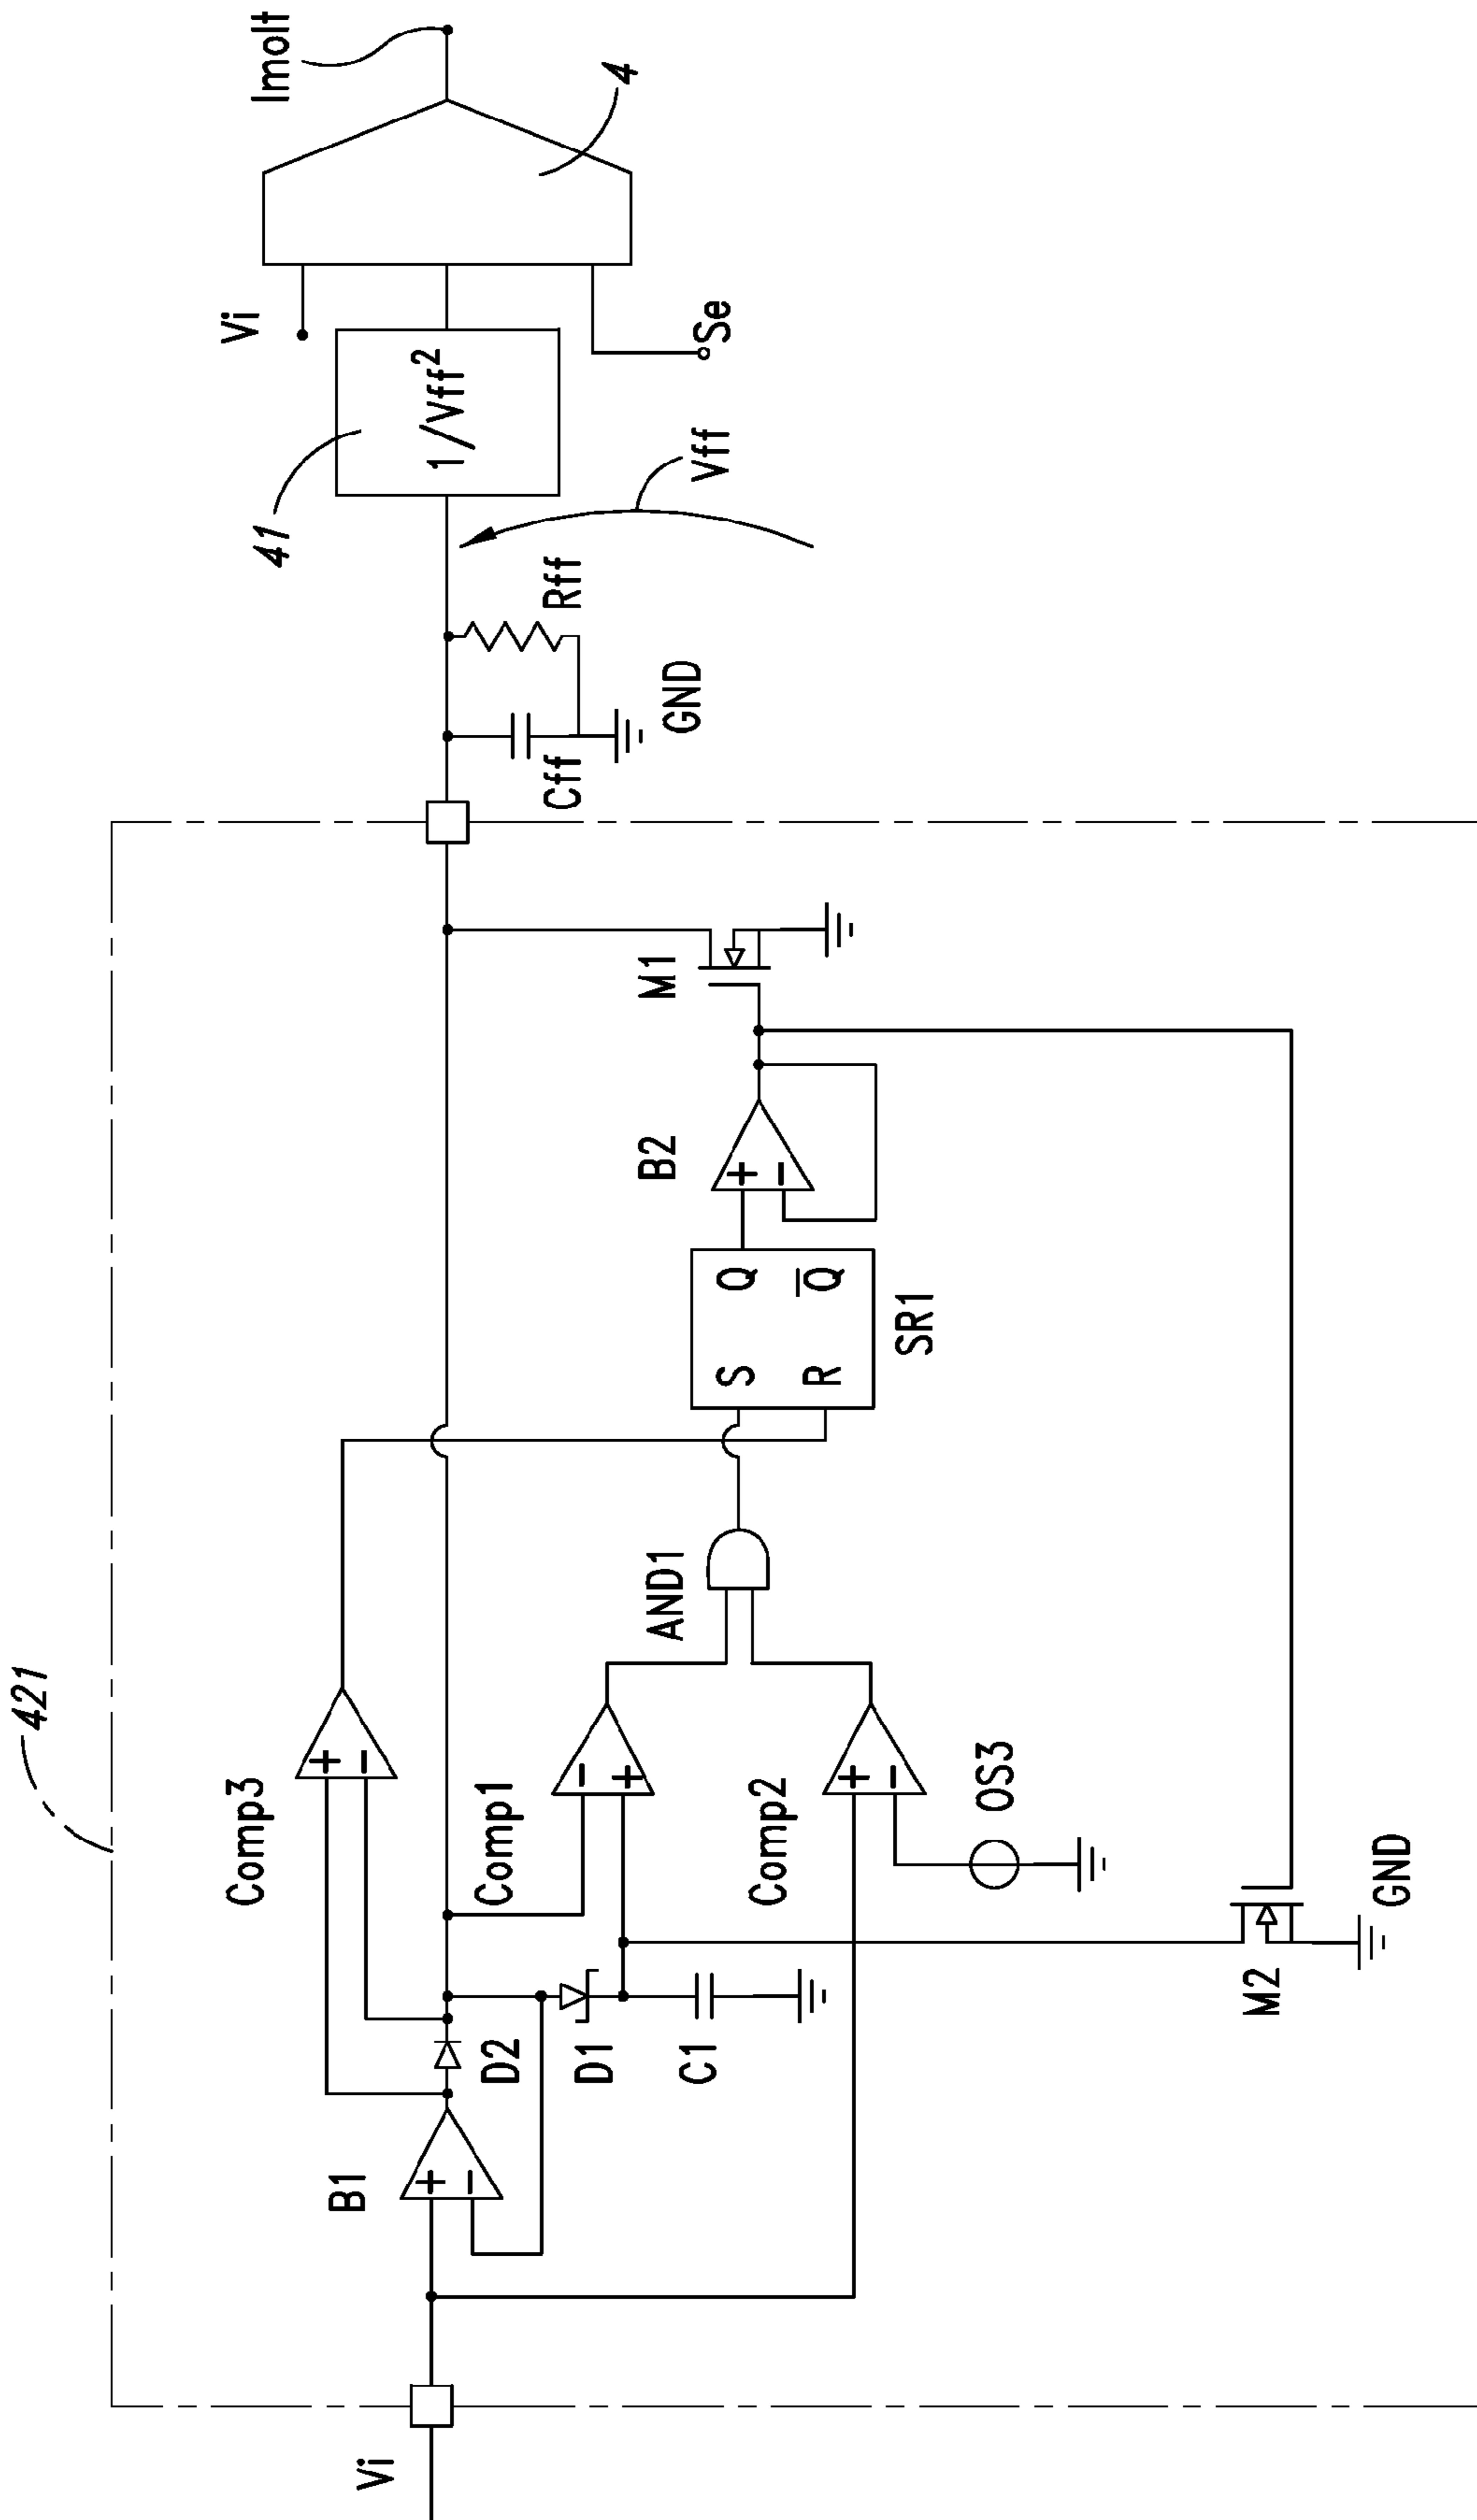 421
Vi
B1
+
−
D2
D1
C1
Comp3
+
−
Comp1
−
+
Comp2
+
−
OS3
M2
GND
AND1
S
Q
R
Q̅
SR1
B2
+
−
M1
Cff
Rff
GND
Vff
41
1/Vff²
Vi
Se
4
Imolt